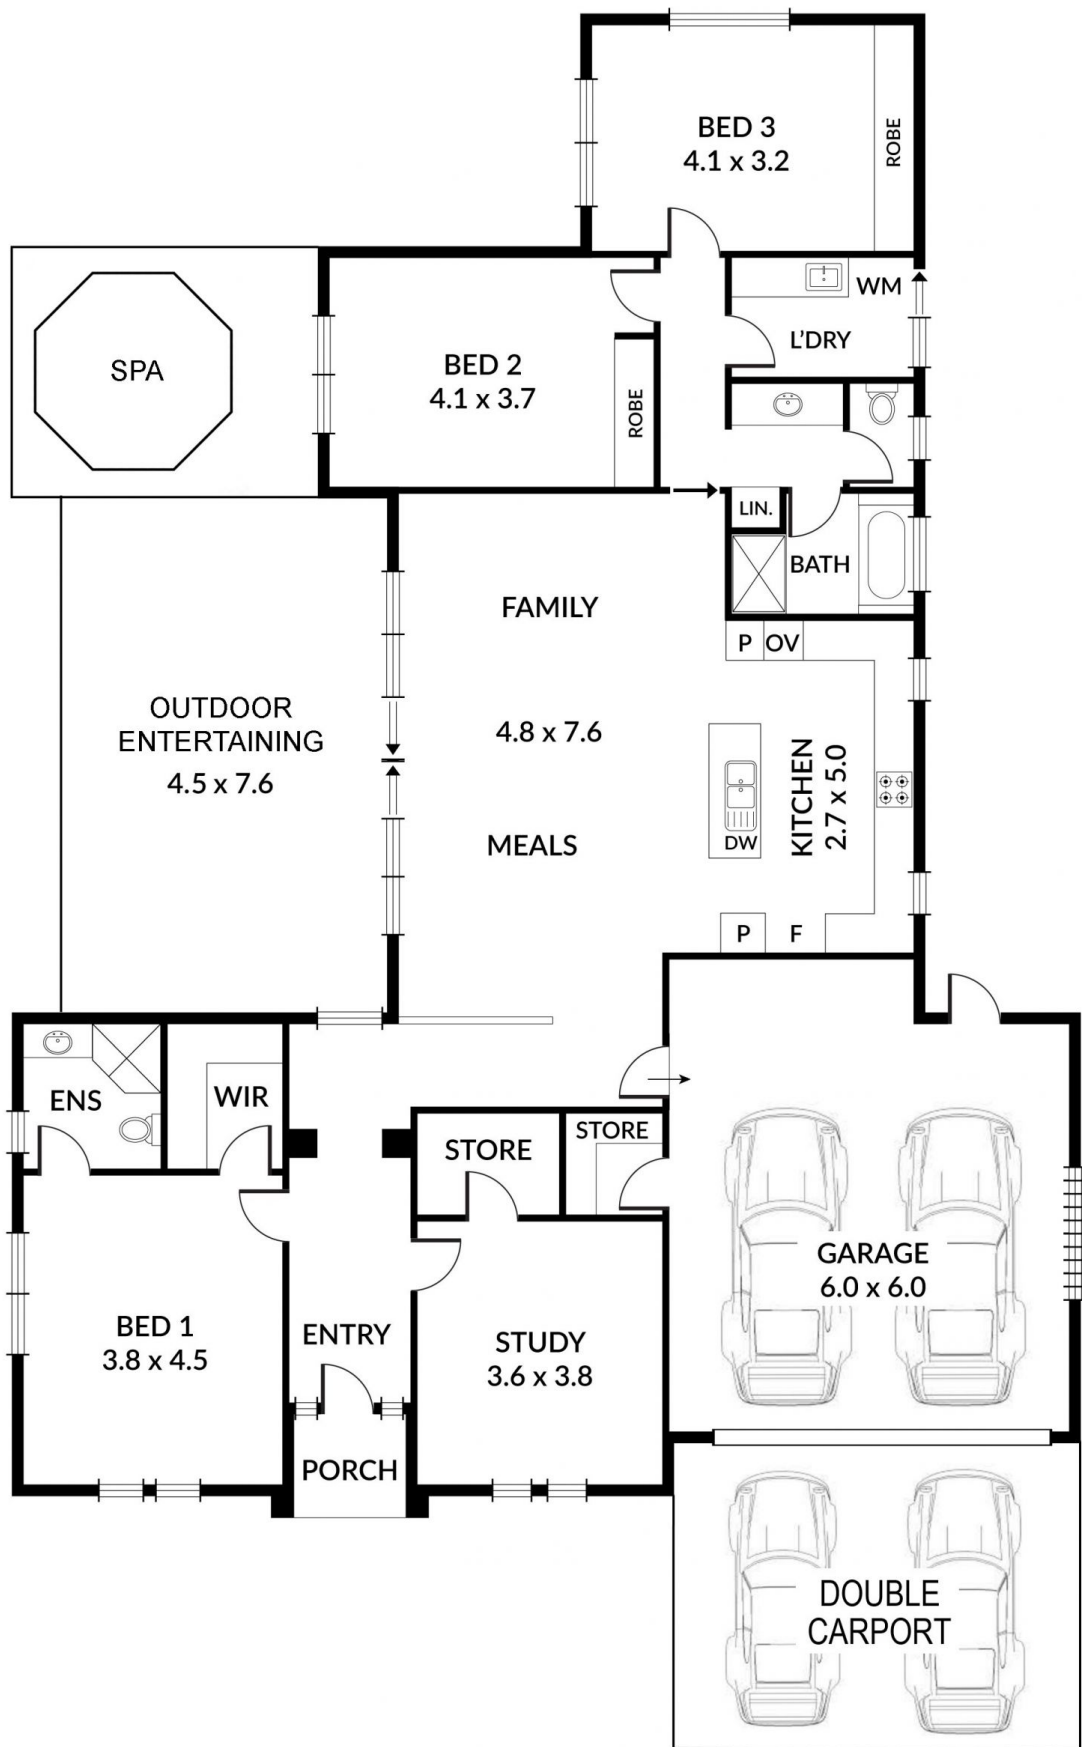 BED 3
4.1 x 3.2
ROBE
SPA
BED 2
4.1 x 3.7
ROBE
WM
L'DRY
LIN.
BATH
FAMILY
4.8 x 7.6
MEALS
P
OV
OUTDOOR
ENTERTAINING
4.5 x 7.6
KITCHEN
2.7 x 5.0
DW
P
F
ENS
WIR
STORE
STORE
GARAGE
6.0 x 6.0
BED 1
3.8 x 4.5
ENTRY
STUDY
3.6 x 3.8
PORCH
DOUBLE
CARPORT